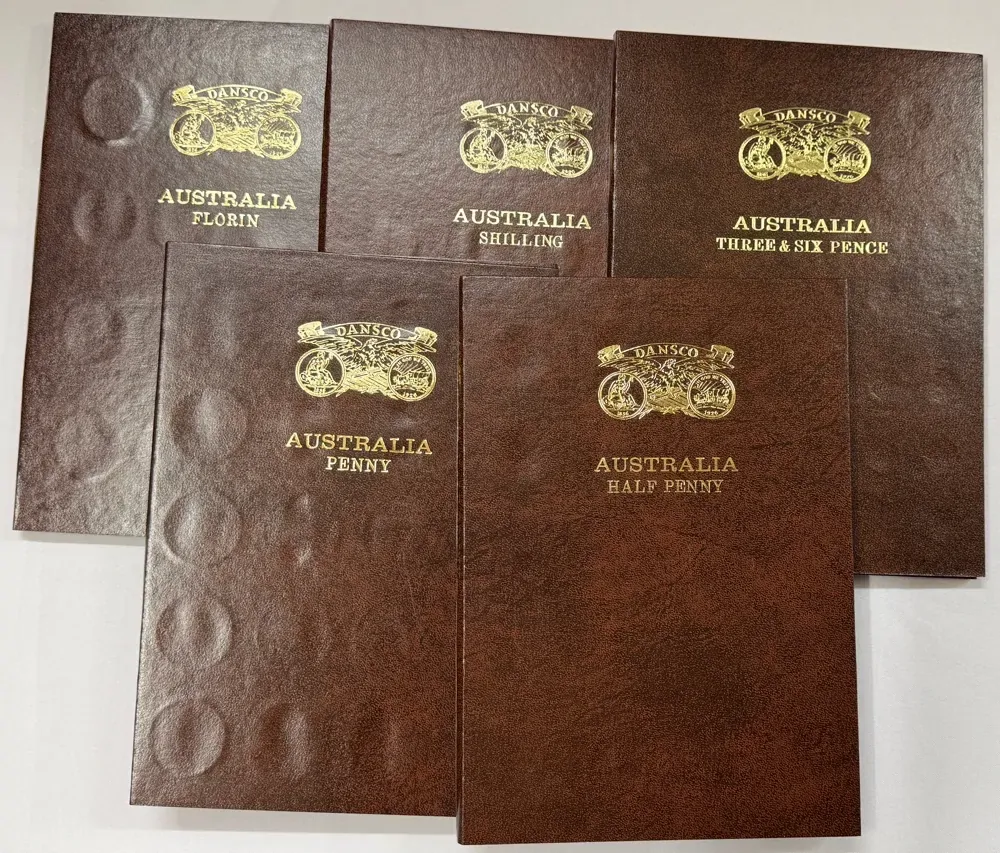 DANSCO
AUSTRALIA
FLORIN
DANSCO
AUSTRALIA
SHILLING
DANSCO
AUSTRALIA
THREE & SIX PENCE
DANSCO
AUSTRALIA
PENNY
DANSCO
AUSTRALIA
HALF PENNY